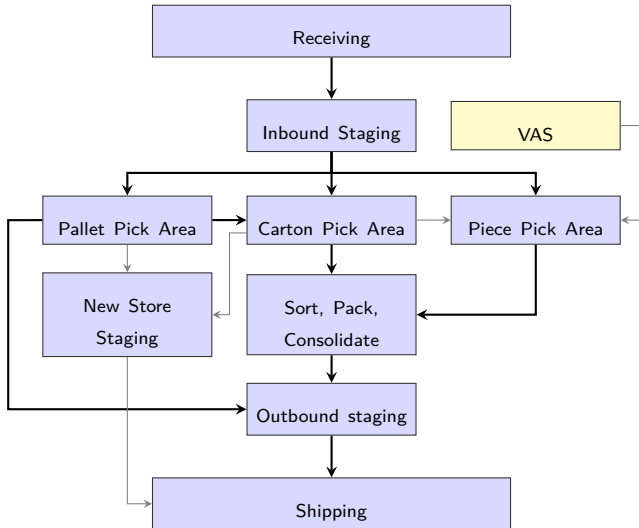 Receiving
Inbound Staging
VAS
Pallet Pick Area
Carton Pick Area
Piece Pick Area
New Store
Staging
Sort, Pack,
Consolidate
Outbound staging
Shipping